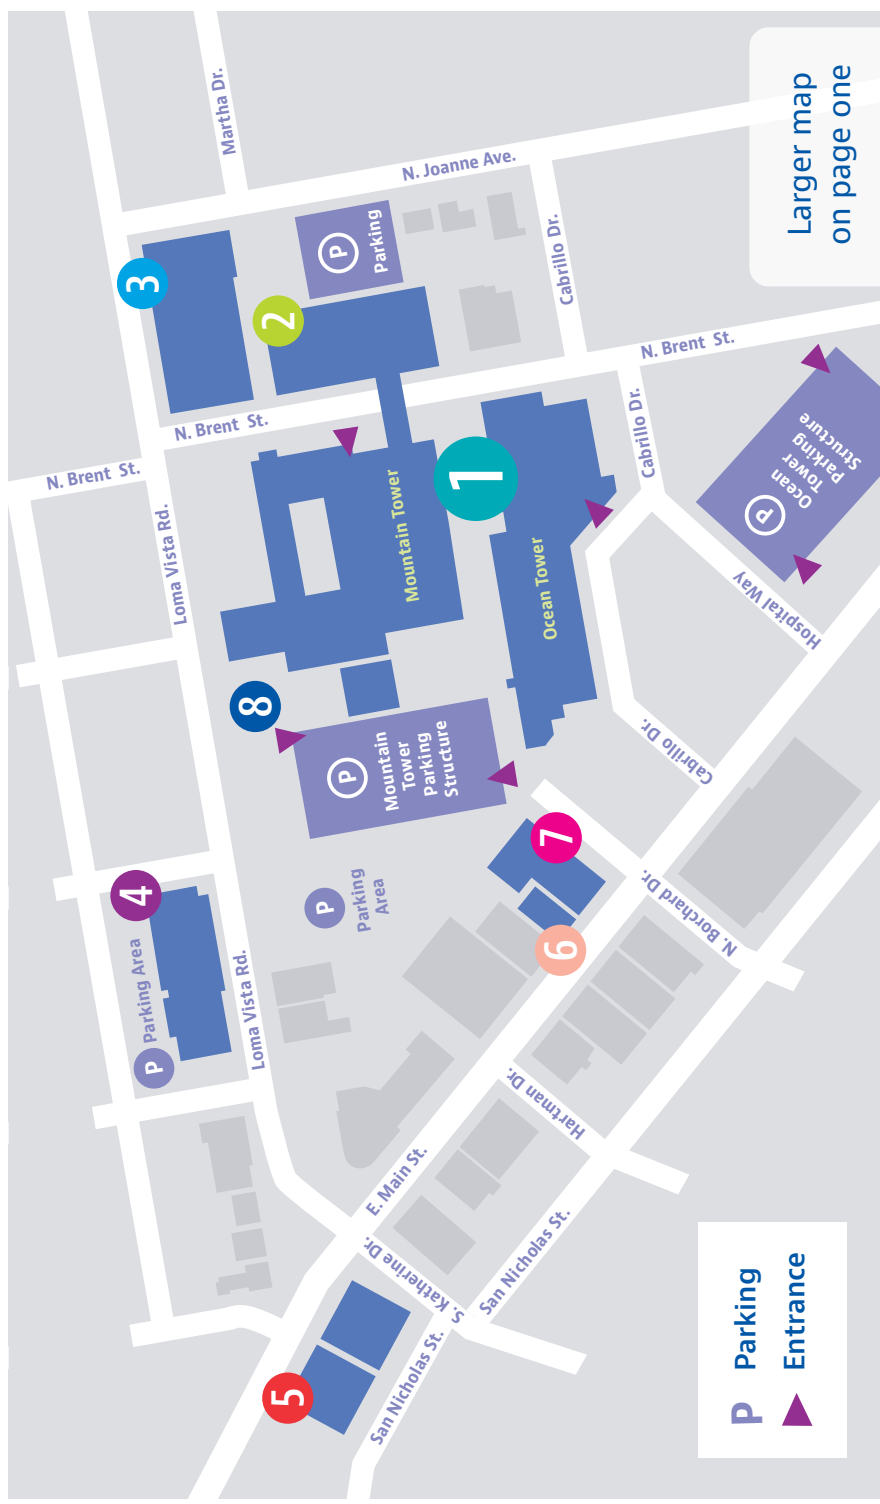 Larger map
on page one
Martha Dr.
N. Joanne Ave.
3
P
Parking
2
Cabrillo Dr.
N. Brent St.
N. Brent St.
N. Brent St.
Cabrillo Dr.
P
Ocean
Tower
Parking
Structure
1
Mountain Tower
Ocean Tower
Loma Vista Rd.
Hospital Way
8
P
Mountain
Tower
Parking
Structure
Cabrillo Dr.
7
4
P
Parking
Area
N. Borchard Dr.
6
P
Parking Area
Loma Vista Rd.
Hartman Dr.
E. Main St.
S. Katherine Dr.
San Nicholas St.
San Nicholas St.
5
P Parking
Entrance